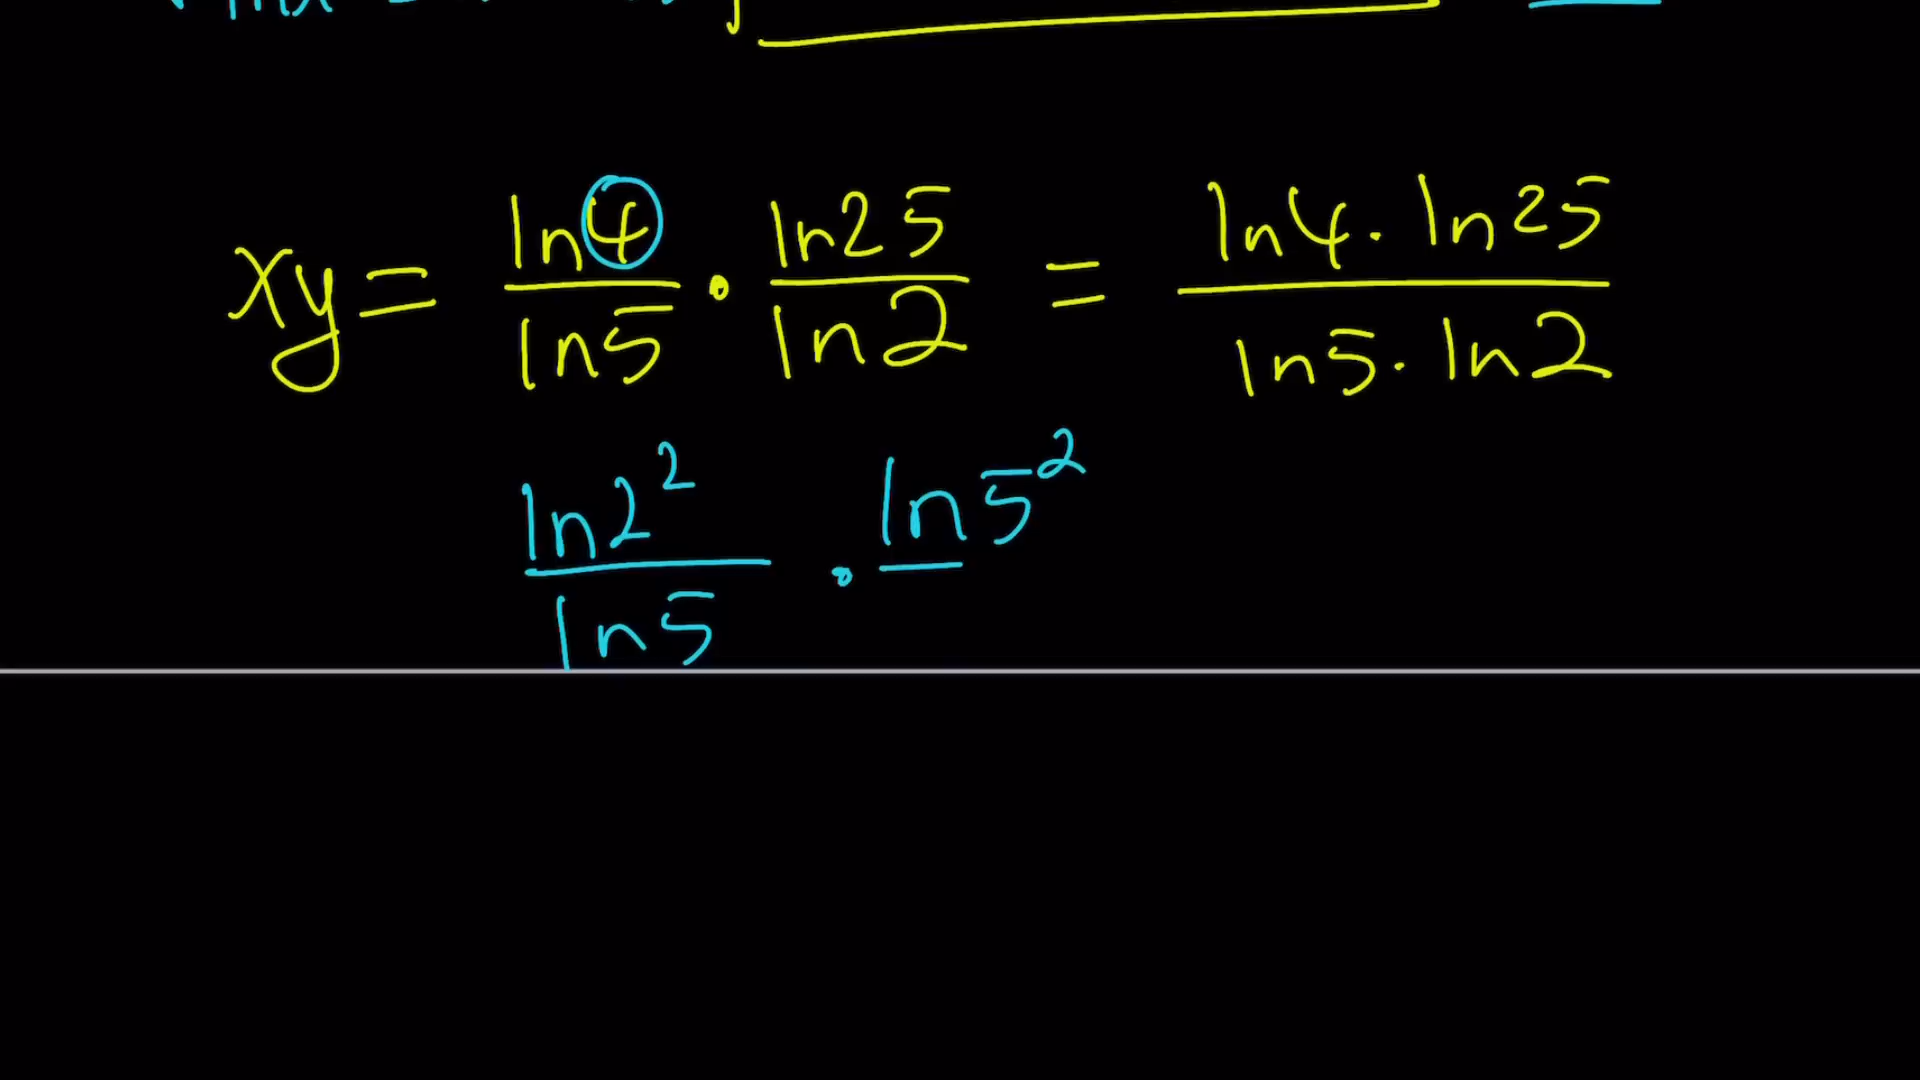 xy = ln4/ln5 · ln25/ln2 = ln4 · ln25/ln5 · ln2
ln2²/ln5 · ln5²